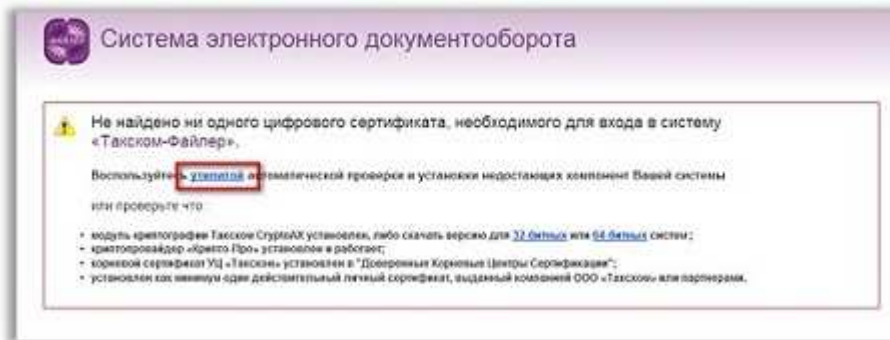 Система электронного документооборота
Не найдено ни одного цифрового сертификата, необходимого для входа в систему
«Такском-Файлер».
Воспользуйтесь утилитой автоматической проверки и установки недостающих компонент Вашей системы
или проверьте что
модуль криптографии Такском CryptoAX установлен, либо скачать версию для 32 битных или 64 битных систем;
криптопровайдер «Крипто Про» установлен и работает;
корневой сертификат УЦ «Такском» установлен в "Доверенные Корневые Центры Сертификации";
установлен как минимум один действительный личный сертификат, выданный компанией ООО «Такском» или партнерами.